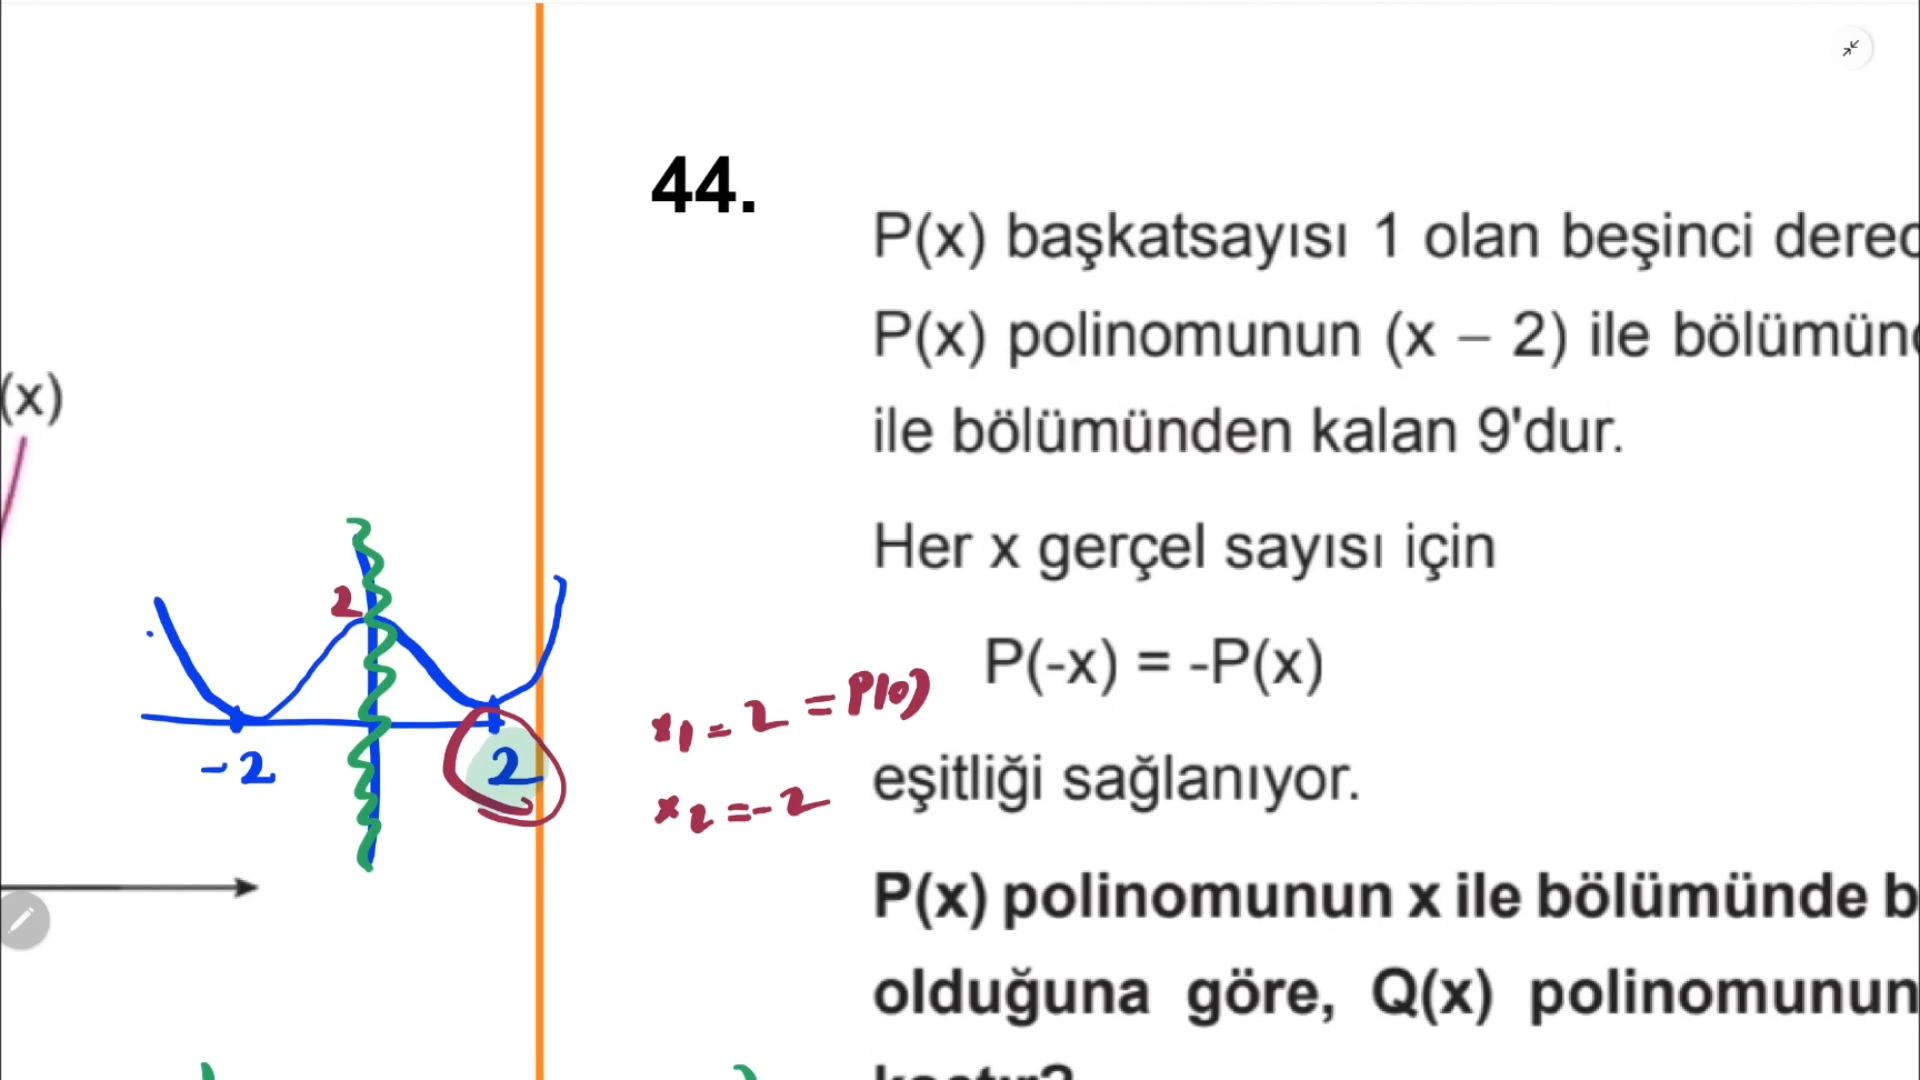 44.
P(x) başkatsayısı 1 olan beşinci derec
P(x) polinomunun (x – 2) ile bölümün
ile bölümünden kalan 9'dur.
(x)
Her x gerçel sayısı için
2
P(-x) = -P(x)
x1 = 2 = P(0)
-2
2
x2 = -2
eşitliği sağlanıyor.
P(x) polinomunun x ile bölümünde b
olduğuna göre, Q(x) polinomunun
kaçtır?